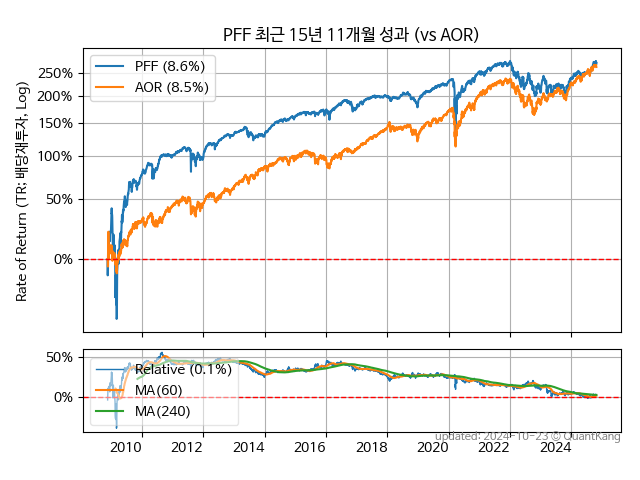 PFF 최근 15년 11개월 성과 (vs AOR)
Rate of Return (TR: 배당재투자, Log)
250%
200%
150%
100%
50%
0%
PFF (8.6%)
AOR (8.5%)
50%
0%
Relative (0.1%)
MA(60)
MA(240)
updated: 2024-10-23 © QuantKang
2010 2012 2014 2016 2018 2020 2022 2024